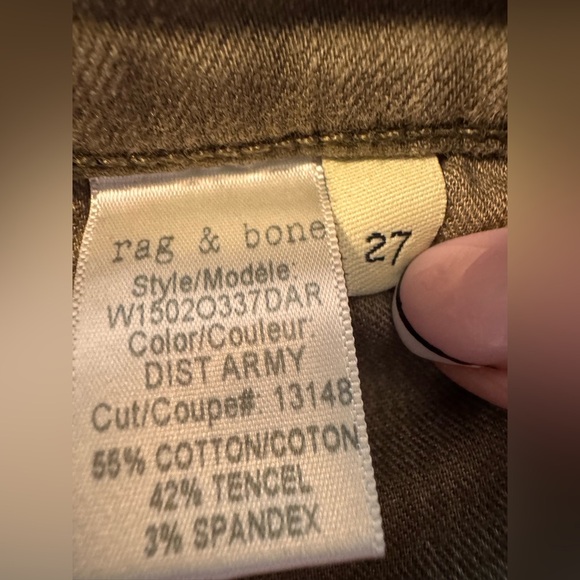 rag & bone
27
Style/Modéle:
W1502O337DAR
Color/Couleur:
DIST ARMY
Cut/Coupe#: 13148
55% COTTON/COTON
42% TENCEL
3% SPANDEX